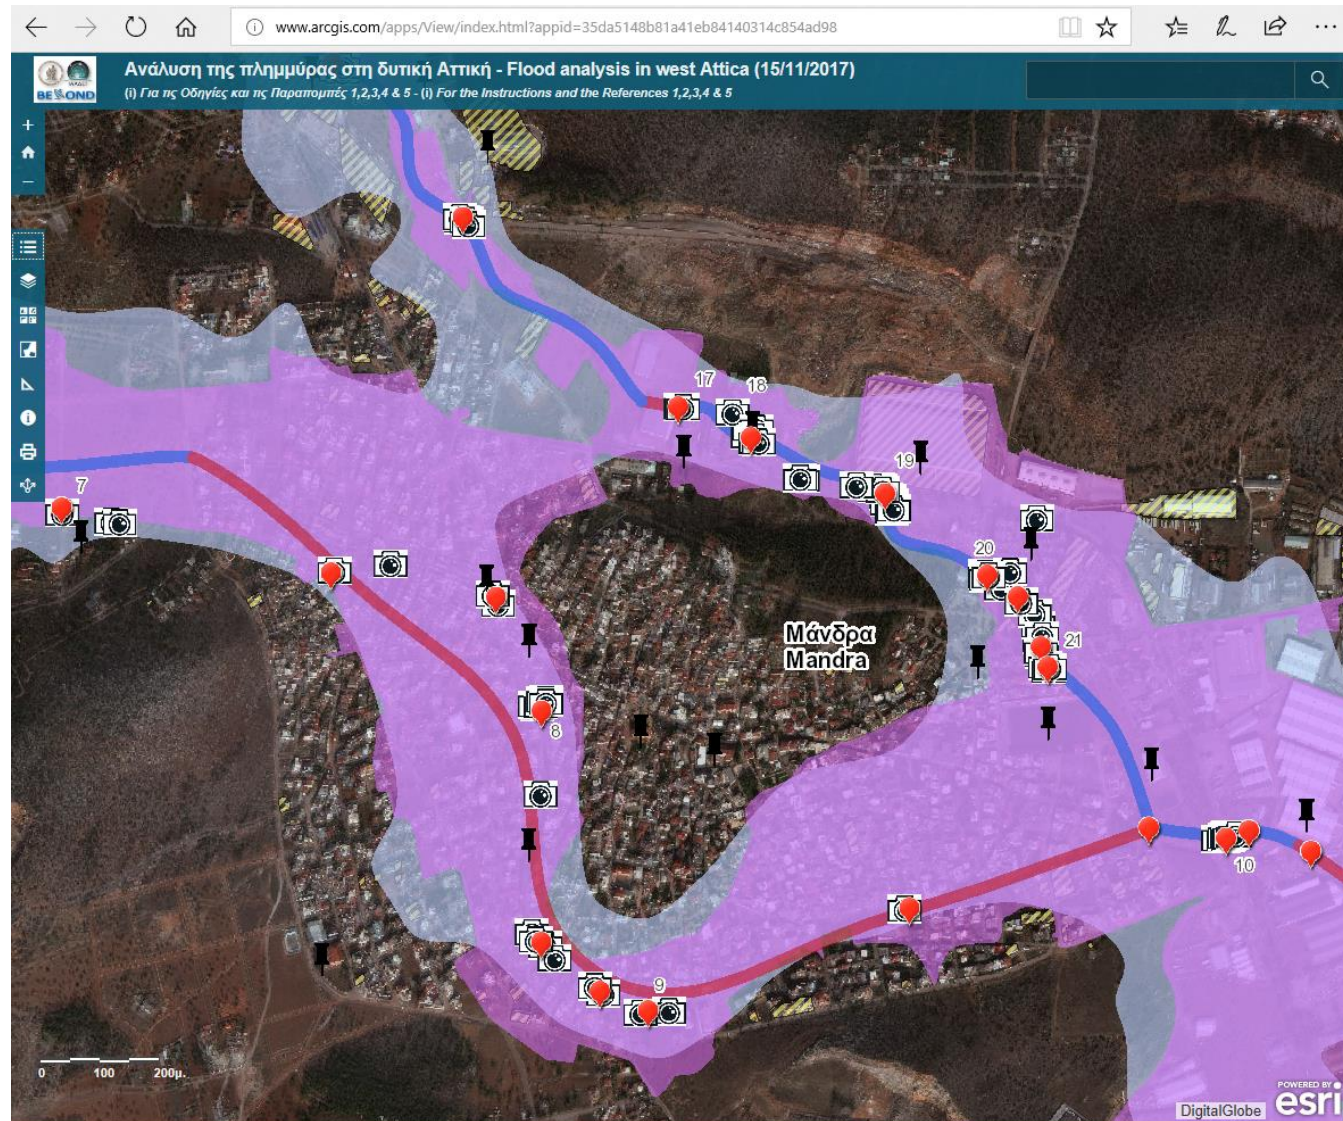 www.arcgis.com/apps/View/index.html?appid=35da5148b81a41eb84140314c854ad98
Ανάλυση της πλημμύρας στη δυτική Αττική - Flood analysis in west Attica (15/11/2017)
(i) Για τις Οδηγίες και τις Παραπομπές 1,2,3,4 & 5 - (i) For the Instructions and the References 1,2,3,4 & 5
BEYOND
17
18
19
7
20
Μάνδρα
Mandra
21
8
10
9
0 100 200μ.
POWERED BY
esri
DigitalGlobe